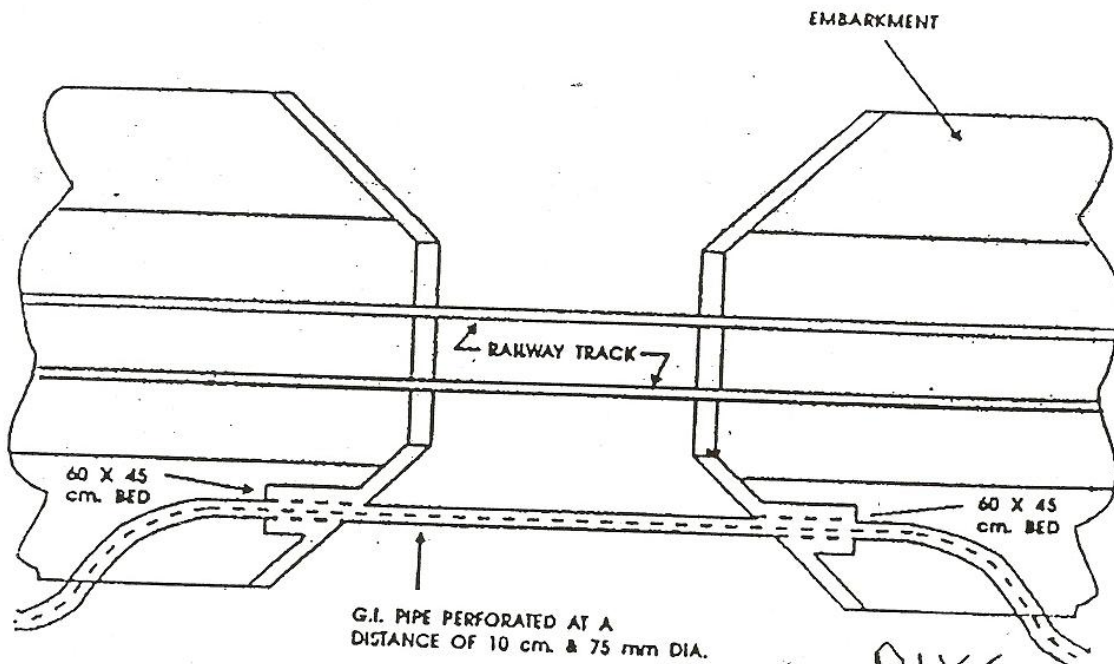 EMBARKMENT
RAILWAY TRACK
60 X 45
cm. BED
60 X 45
cm. BED
G.I. PIPE PERFORATED AT A
DISTANCE OF 10 cm. & 75 mm DIA.